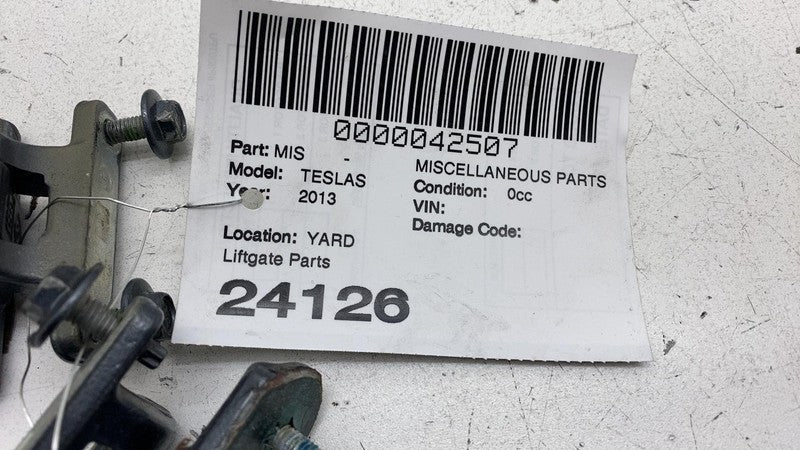 0000042507
Part: MIS - MISCELLANEOUS PARTS
Model: TESLAS Condition: 0cc
Year: 2013 VIN:
Damage Code:
Location: YARD
Liftgate Parts
24126